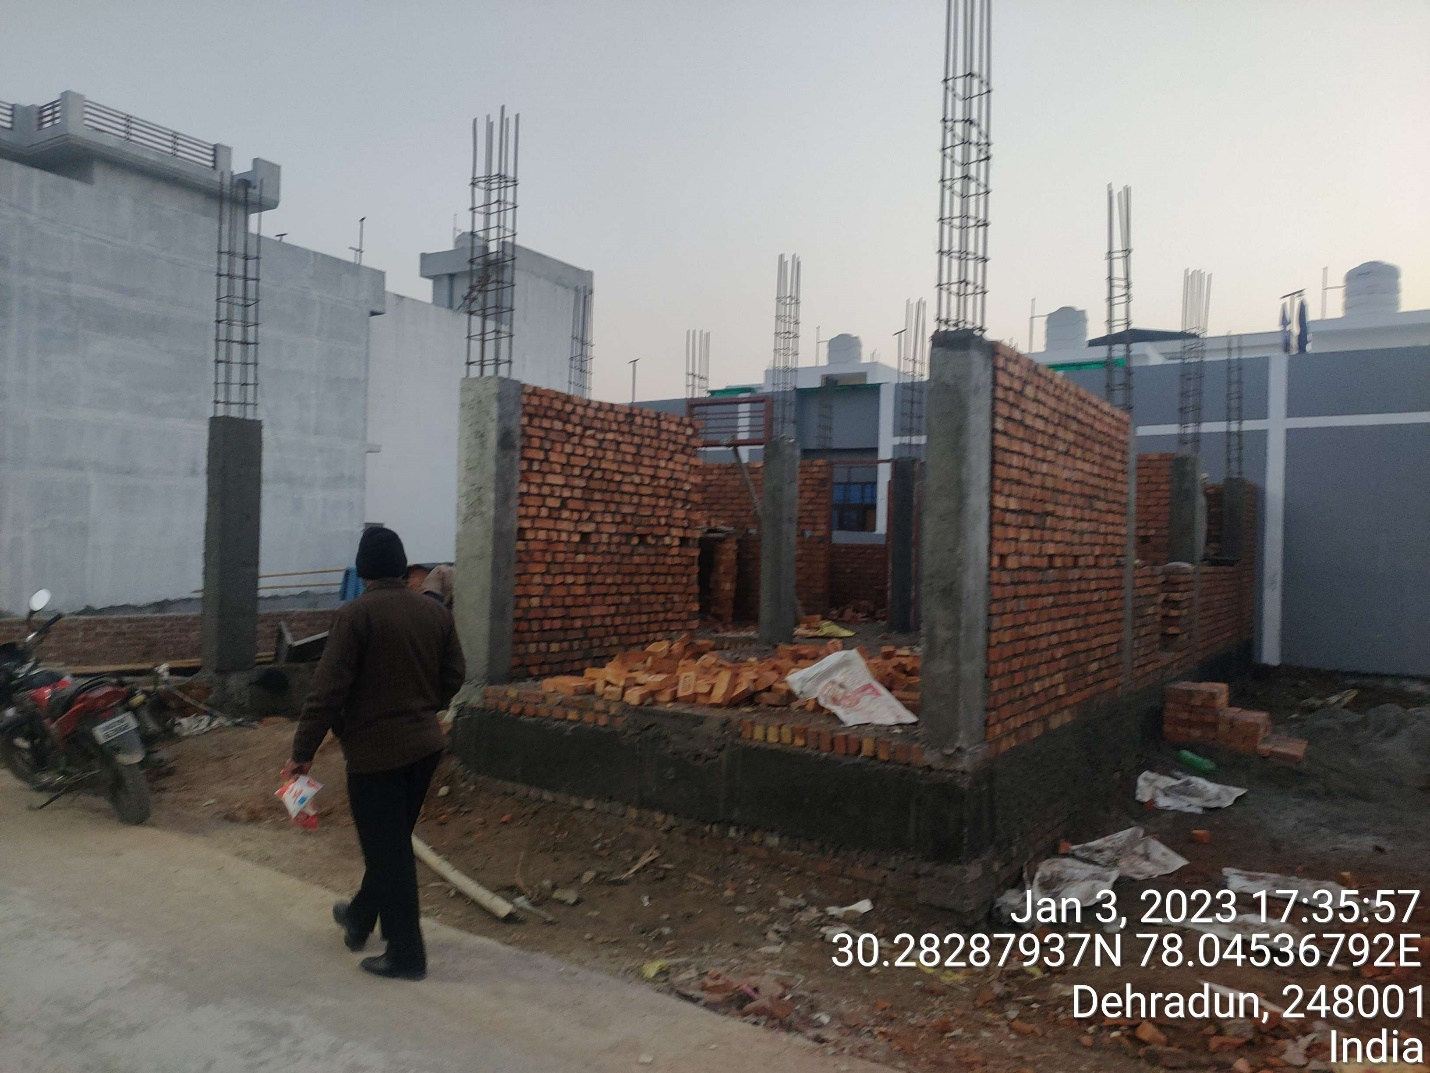 Jan 3, 2023 17:35:57
30.28287937N 78.04536792E
Dehradun, 248001
India